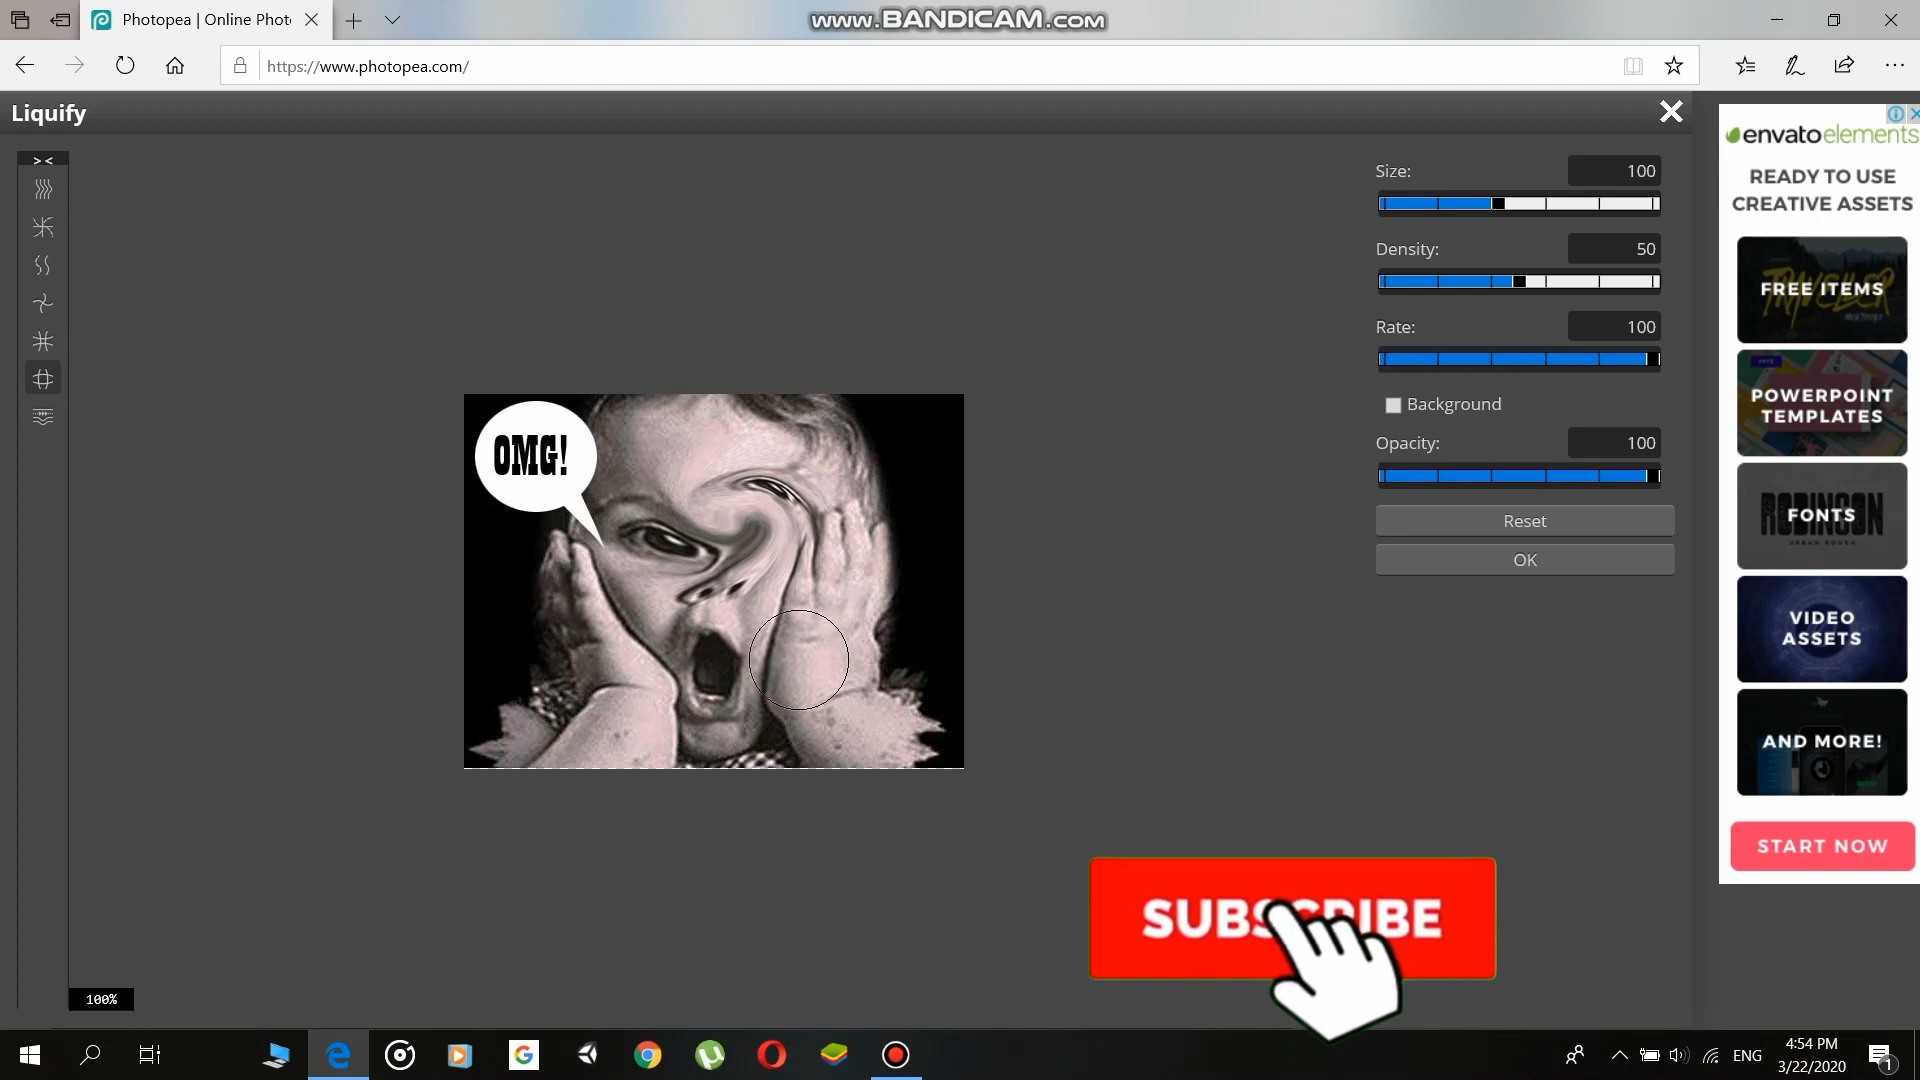 Photopea | Online Photo
www.BANDICAM.com
https://www.photopea.com/
Liquify
> <
Size: 100
Density: 50
Rate: 100
Background
Opacity: 100
Reset
OK
OMG!
100%
SUBSCRIBE
envatoelements
READY TO USE
CREATIVE ASSETS
FREE ITEMS
POWERPOINT
TEMPLATES
FONTS
VIDEO
ASSETS
AND MORE!
START NOW
ENG
4:54 PM
3/22/2020
1